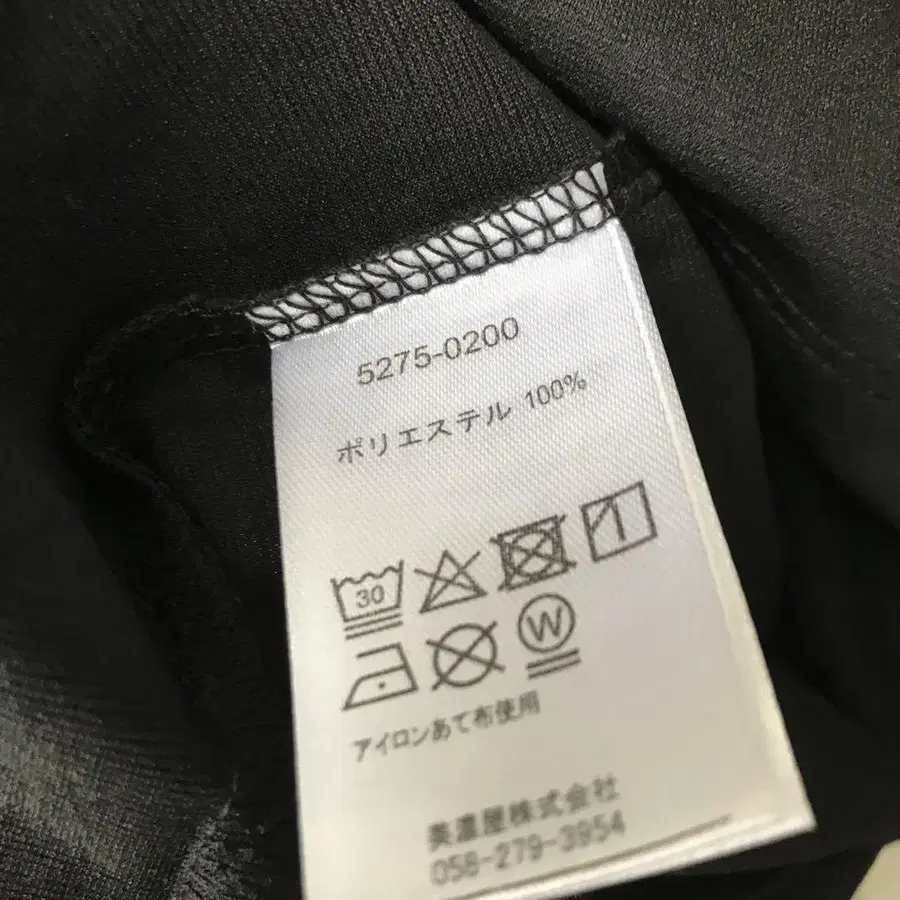 5275-0200
ポリエステル 100%
30
W
アイロンあて布使用
美濃屋株式会社
058-279-3954